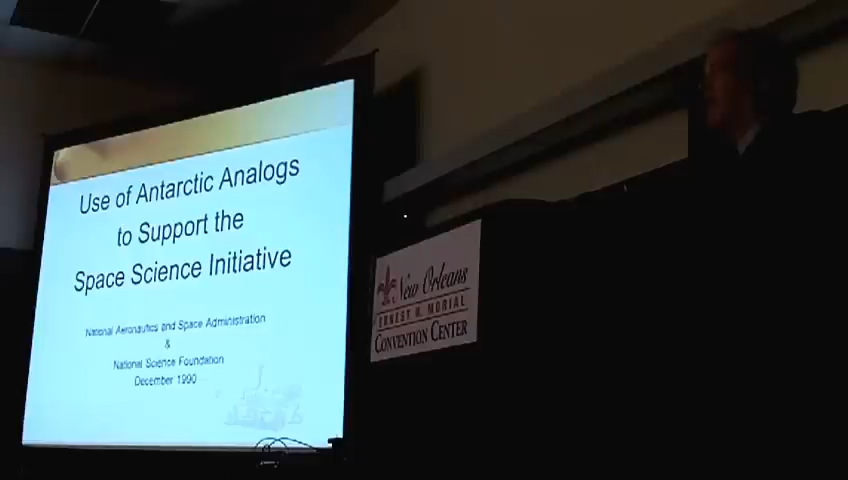 Use of Antarctic Analogs
to Support the
Space Science Initiative
National Aeronautics and Space Administration
&
National Science Foundation
December 1990
New Orleans
ERNEST N. MORIAL
CONVENTION CENTER